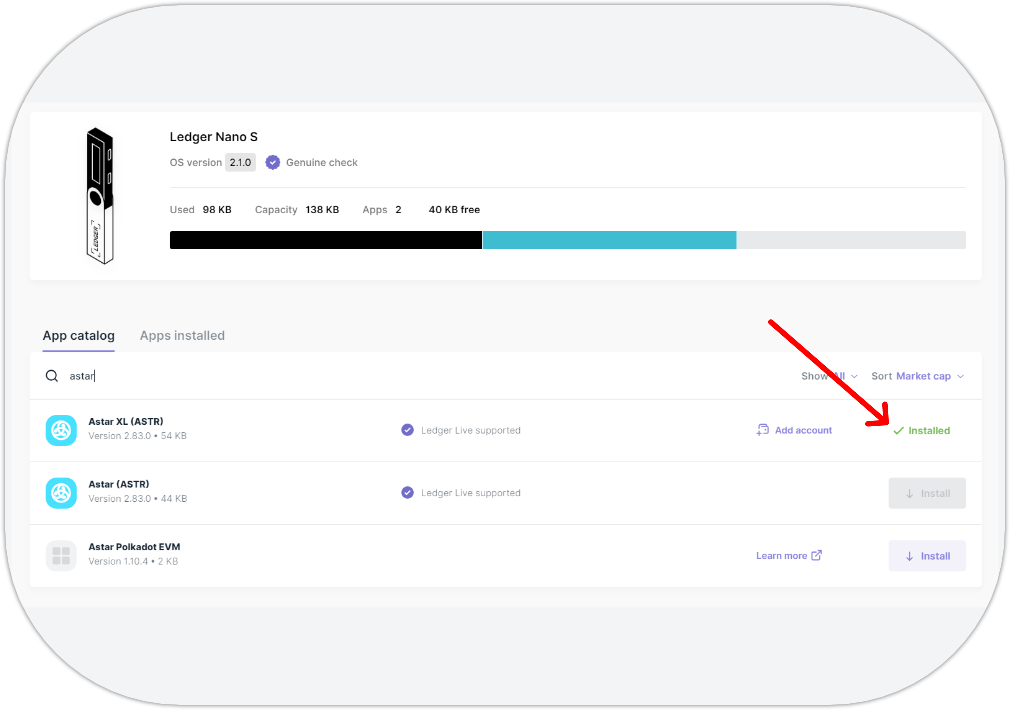 Ledger Nano S
OS version 2.1.0 Genuine check
Used 98 KB Capacity 138 KB Apps 2 40 KB free
App catalog Apps installed
astar Show All Sort Market cap
Astar XL (ASTR)
Version 2.83.0 • 54 KB Ledger Live supported Add account Installed
Astar (ASTR)
Version 2.83.0 • 44 KB Ledger Live supported Install
Astar Polkadot EVM
Version 1.10.4 • 2 KB Learn more Install